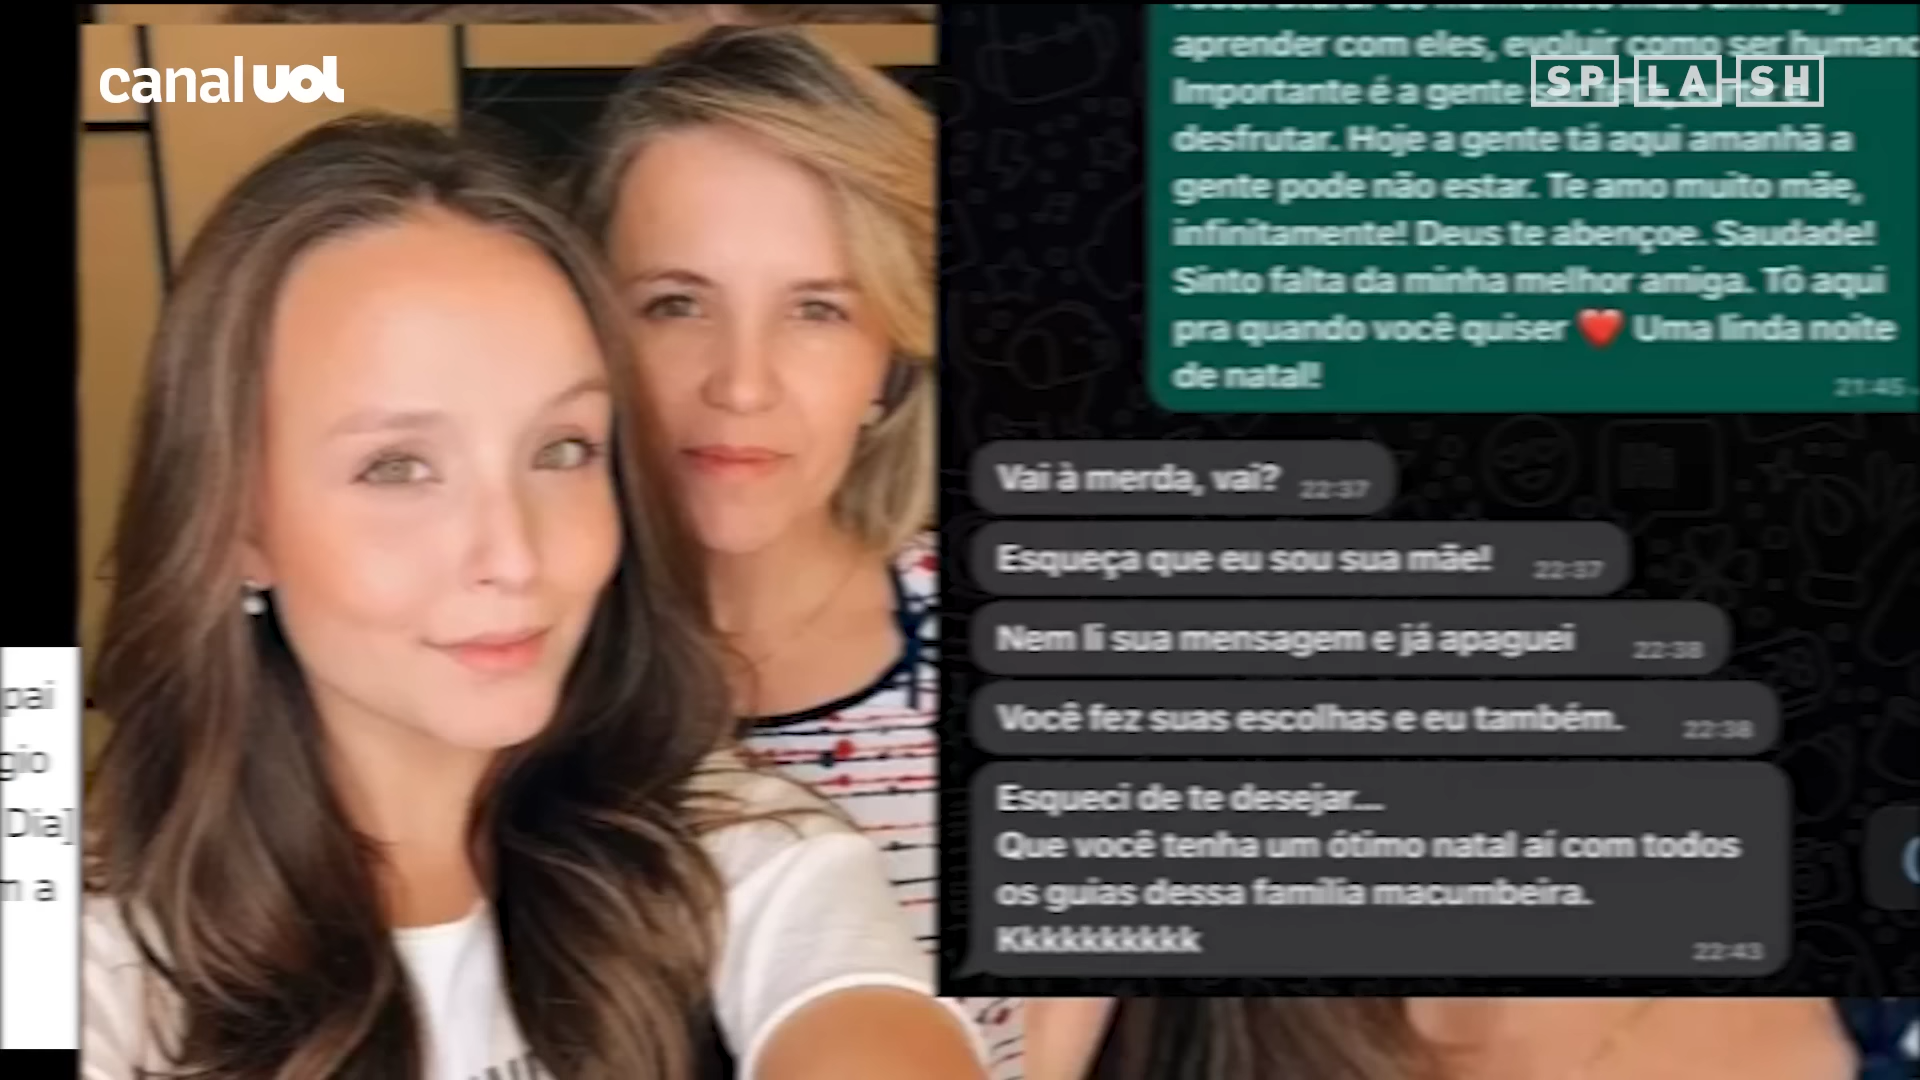 canal uol
SPLASH
aprender com eles, evoluir como ser humano
Importante é a gente
desfrutar. Hoje a gente tá aqui amanhã a
gente pode não estar. Te amo muito mãe,
infinitamente! Deus te abençoe. Saudade!
Sinto falta da minha melhor amiga. Tô aqui
pra quando você quiser ❤️ Uma linda noite
de natal!
21:45
Vai à merda, vai? 22:37
Esqueça que eu sou sua mãe! 22:37
Nem li sua mensagem e já apaguei 22:38
Você fez suas escolhas e eu também. 22:38
Esqueci de te desejar...
Que você tenha um ótimo natal aí com todos
os guias dessa família macumbeira.
Kkkkkkkkkk
22:43
pai
gio
Dia]
a